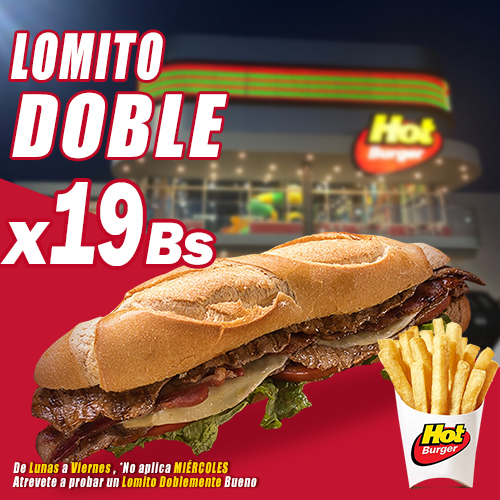 LOMITO
DOBLE
x19Bs
Hot
Burger
Hot
Burger
De Lunas a Viernes , *No aplica MIÉRCOLES
Atrevete a probar un Lomito Doblemente Bueno